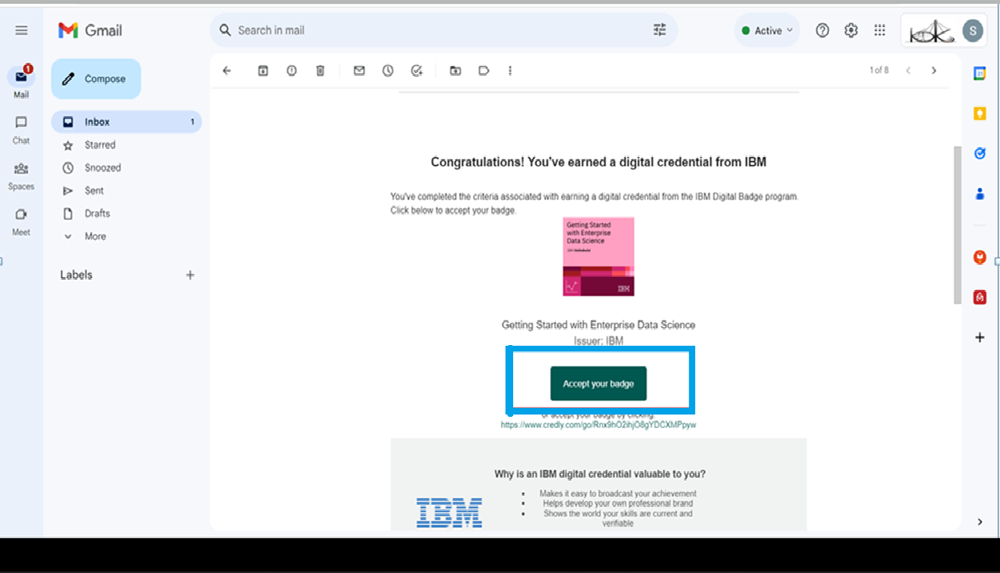 Gmail
Search in mail
Active
KDK
S
1
Mail
Compose
1 of 8
31
Inbox 1
Starred
Chat
Snoozed
Spaces
Sent
Drafts
Meet
More
Labels
Congratulations! You've earned a digital credential from IBM
You've completed the criteria associated with earning a digital credential from the IBM Digital Badge program.
Click below to accept your badge.
Getting Started
with Enterprise
Data Science
IBM
Getting Started with Enterprise Data Science
Issuer: IBM
Accept your badge
or accept your badge by clicking:
https://www.credly.com/go/Rnx9hO2ihjO8gYDCXMPpyw
Why is an IBM digital credential valuable to you?
IBM
Makes it easy to broadcast your achievement
Helps develop your own professional brand
Shows the world your skills are current and
verifiable